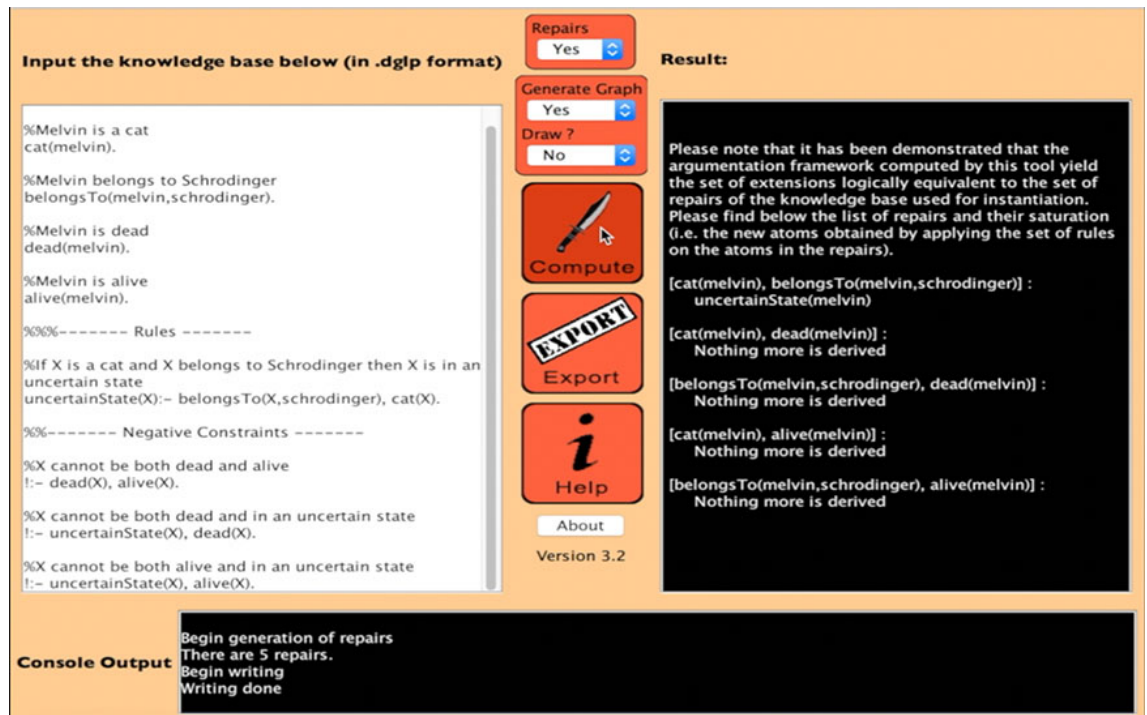 Input the knowledge base below (in .dglp format)
%Melvin is a cat
cat(melvin).
%Melvin belongs to Schrodinger
belongsTo(melvin,schrodinger).
%Melvin is dead
dead(melvin).
%Melvin is alive
alive(melvin).
%%%------- Rules -------
%If X is a cat and X belongs to Schrodinger then X is in an
uncertain state
uncertainState(X):- belongsTo(X,schrodinger), cat(X).
%%------- Negative Constraints -------
%X cannot be both dead and alive
!:- dead(X), alive(X).
%X cannot be both dead and in an uncertain state
!:- uncertainState(X), dead(X).
%X cannot be both alive and in an uncertain state
!:- uncertainState(X), alive(X).
Repairs
Yes
Generate Graph
Yes
Draw ?
No
Compute
EXPORT
Export
i
Help
About
Version 3.2
Result:
Please note that it has been demonstrated that the
argumentation framework computed by this tool yield
the set of extensions logically equivalent to the set of
repairs of the knowledge base used for instantiation.
Please find below the list of repairs and their saturation
(i.e. the new atoms obtained by applying the set of rules
on the atoms in the repairs).
[cat(melvin), belongsTo(melvin,schrodinger)] :
uncertainState(melvin)
[cat(melvin), dead(melvin)] :
Nothing more is derived
[belongsTo(melvin,schrodinger), dead(melvin)] :
Nothing more is derived
[cat(melvin), alive(melvin)] :
Nothing more is derived
[belongsTo(melvin,schrodinger), alive(melvin)] :
Nothing more is derived
Console Output
Begin generation of repairs
There are 5 repairs.
Begin writing
Writing done